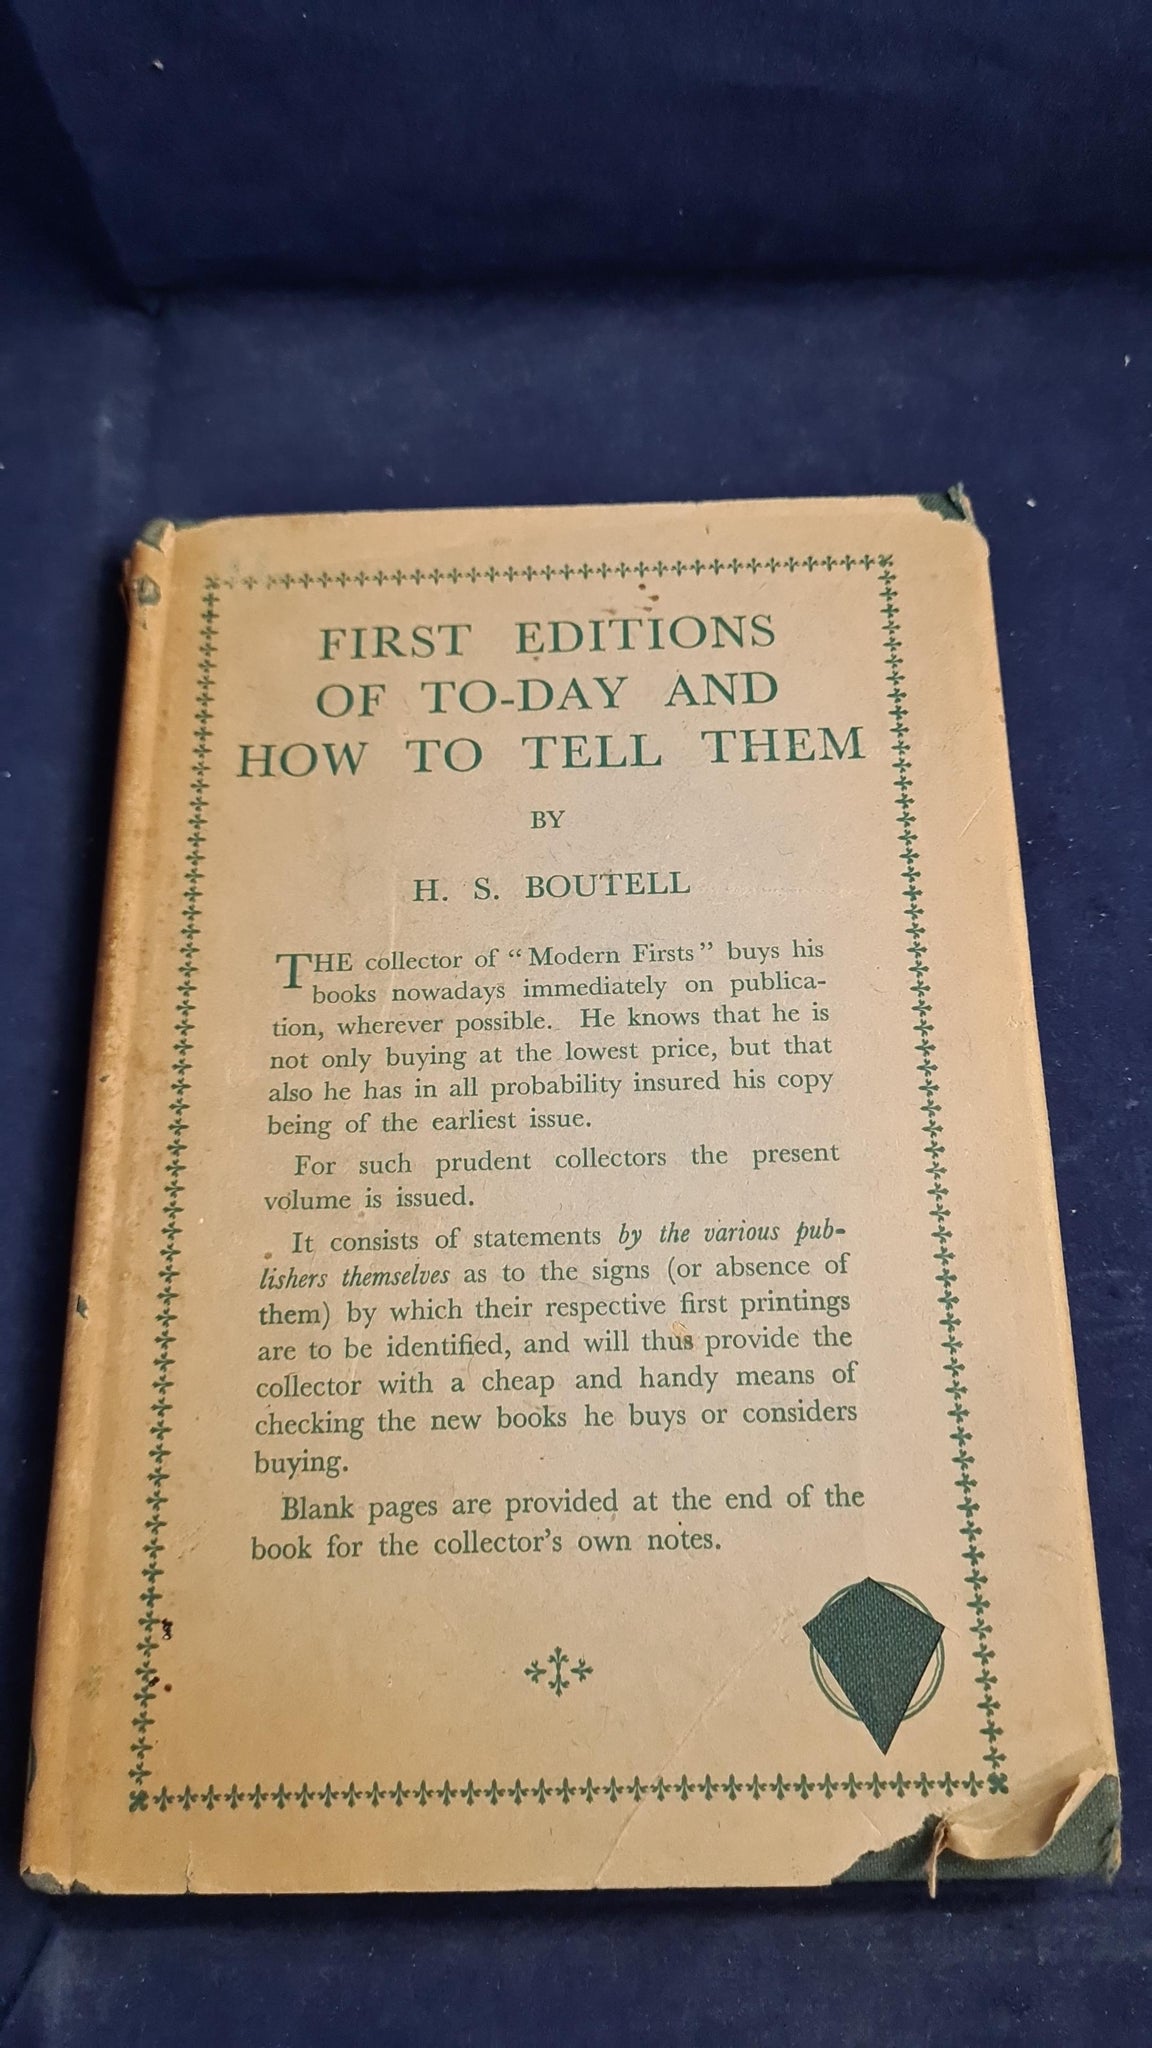 FIRST EDITIONS
OF TO-DAY AND
HOW TO TELL THEM
BY
H. S. BOUTELL
THE collector of “Modern Firsts” buys his
books nowadays immediately on publica-
tion, wherever possible. He knows that he is
not only buying at the lowest price, but that
also he has in all probability insured his copy
being of the earliest issue.
For such prudent collectors the present
volume is issued.
It consists of statements by the various pub-
lishers themselves as to the signs (or absence of
them) by which their respective first printings
are to be identified, and will thus provide the
collector with a cheap and handy means of
checking the new books he buys or considers
buying.
Blank pages are provided at the end of the
book for the collector’s own notes.